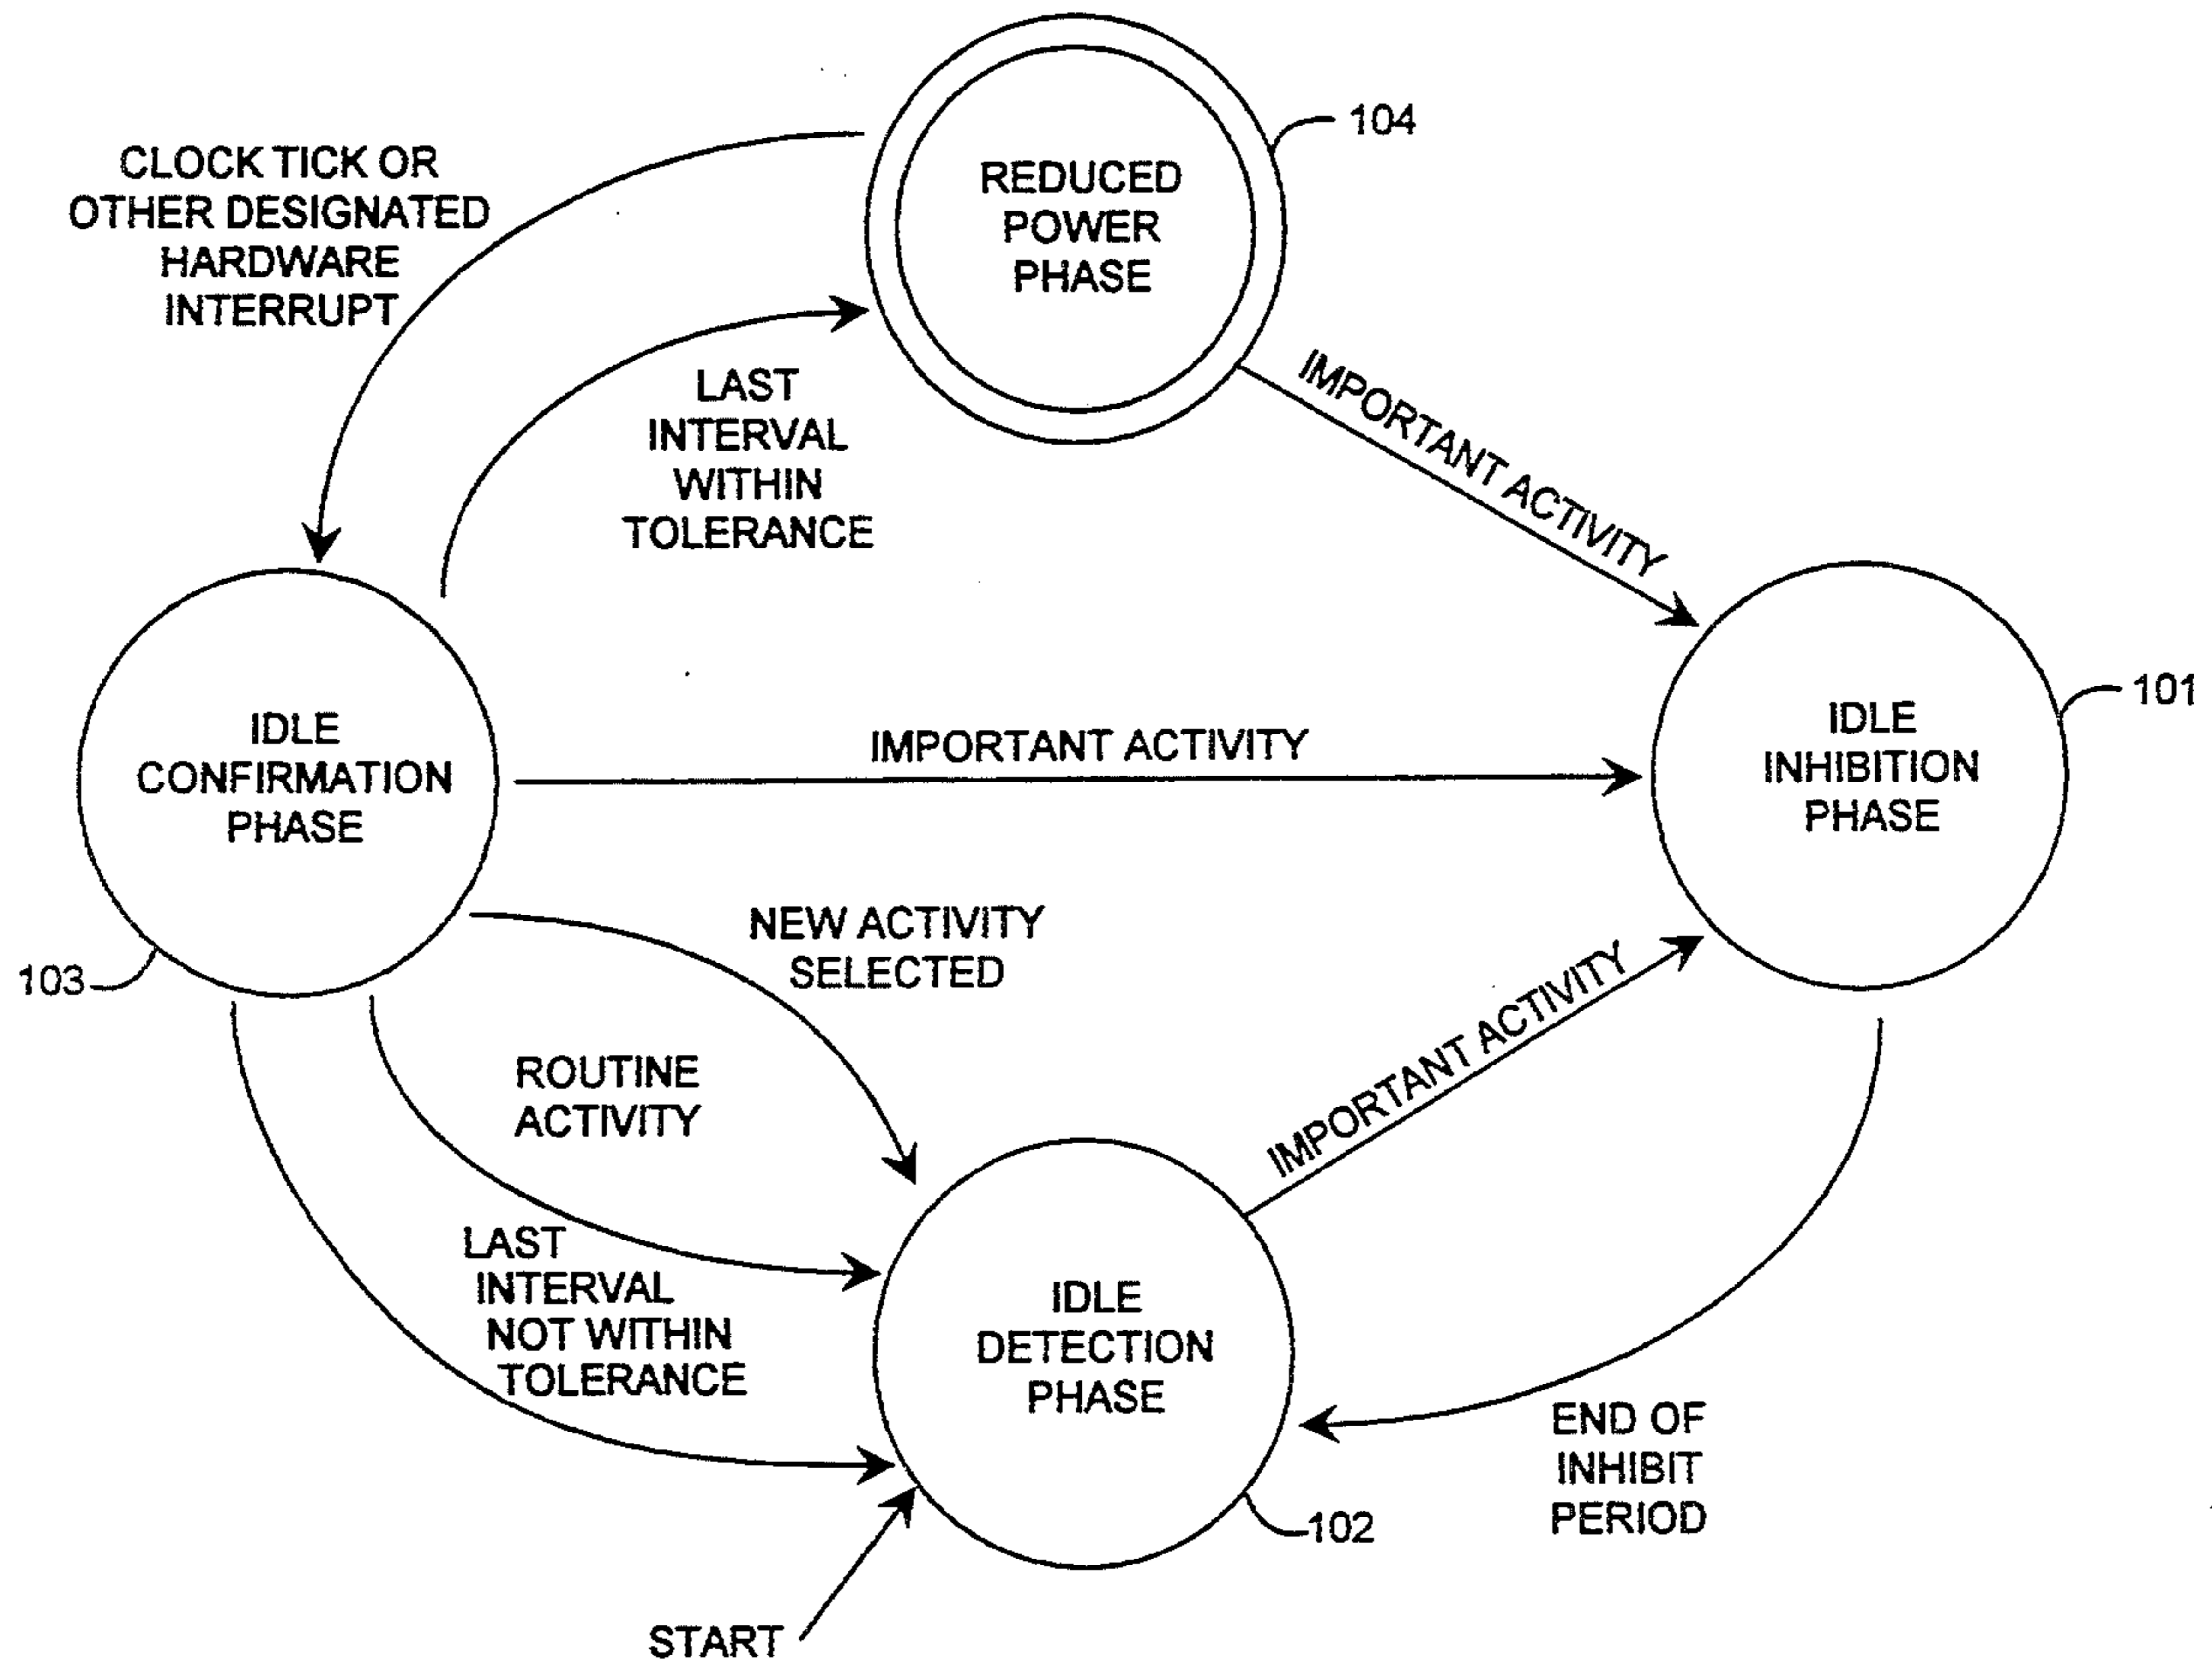 104
REDUCED
POWER
PHASE
CLOCK TICK OR
OTHER DESIGNATED
HARDWARE
INTERRUPT
LAST
INTERVAL
WITHIN
TOLERANCE
IMPORTANT ACTIVITY
101
IDLE
INHIBITION
PHASE
IDLE
CONFIRMATION
PHASE
IMPORTANT ACTIVITY
103
NEW ACTIVITY
SELECTED
ROUTINE
ACTIVITY
IMPORTANT ACTIVITY
LAST
INTERVAL
NOT WITHIN
TOLERANCE
IDLE
DETECTION
PHASE
END OF
INHIBIT
PERIOD
102
START